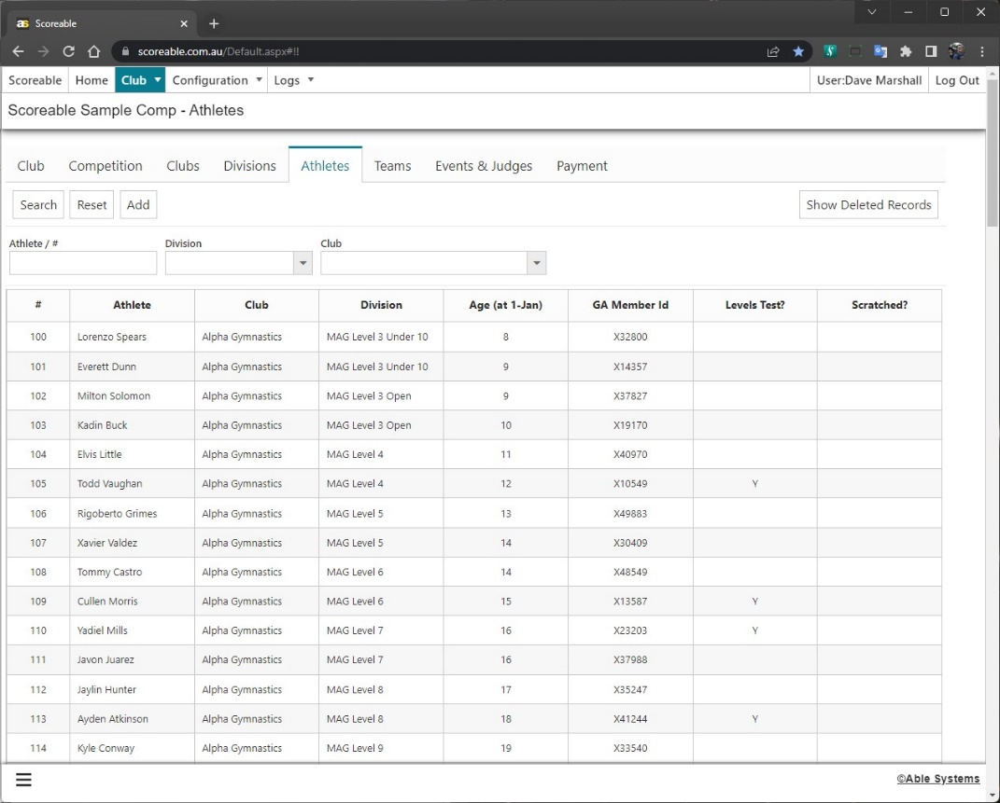 Scoreable
scoreable.com.au/Default.aspx#!!
Scoreable Home Club Configuration Logs User:Dave Marshall Log Out
Scoreable Sample Comp - Athletes
Club Competition Clubs Divisions Athletes Teams Events & Judges Payment
Search Reset Add Show Deleted Records
Athlete / # Division Club
# Athlete Club Division Age (at 1-Jan) GA Member Id Levels Test? Scratched?
100 Lorenzo Spears Alpha Gymnastics MAG Level 3 Under 10 8 X32800
101 Everett Dunn Alpha Gymnastics MAG Level 3 Under 10 9 X14357
102 Milton Solomon Alpha Gymnastics MAG Level 3 Open 9 X37827
103 Kadin Buck Alpha Gymnastics MAG Level 3 Open 10 X19170
104 Elvis Little Alpha Gymnastics MAG Level 4 11 X40970
105 Todd Vaughan Alpha Gymnastics MAG Level 4 12 X10549 Y
106 Rigoberto Grimes Alpha Gymnastics MAG Level 5 13 X49883
107 Xavier Valdez Alpha Gymnastics MAG Level 5 14 X30409
108 Tommy Castro Alpha Gymnastics MAG Level 6 14 X48549
109 Cullen Morris Alpha Gymnastics MAG Level 6 15 X13587 Y
110 Yadiel Mills Alpha Gymnastics MAG Level 7 16 X23203 Y
111 Javon Juarez Alpha Gymnastics MAG Level 7 16 X37988
112 Jaylin Hunter Alpha Gymnastics MAG Level 8 17 X35247
113 Ayden Atkinson Alpha Gymnastics MAG Level 8 18 X41244 Y
114 Kyle Conway Alpha Gymnastics MAG Level 9 19 X33540
©Able Systems